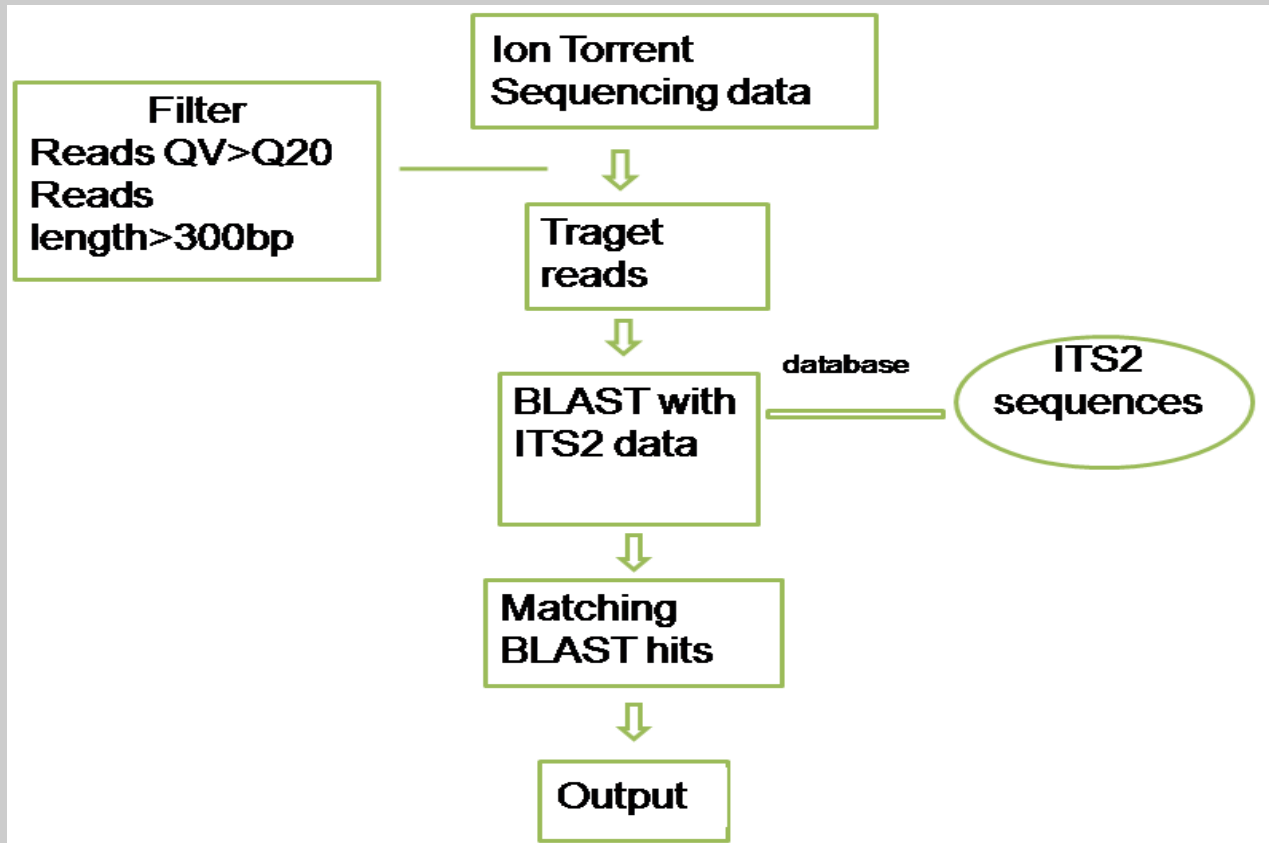 Ion Torrent
Sequencing data
Filter
Reads QV>Q20
Reads
length>300bp
Traget
reads
BLAST with
ITS2 data
database
ITS2
sequences
Matching
BLAST hits
Output